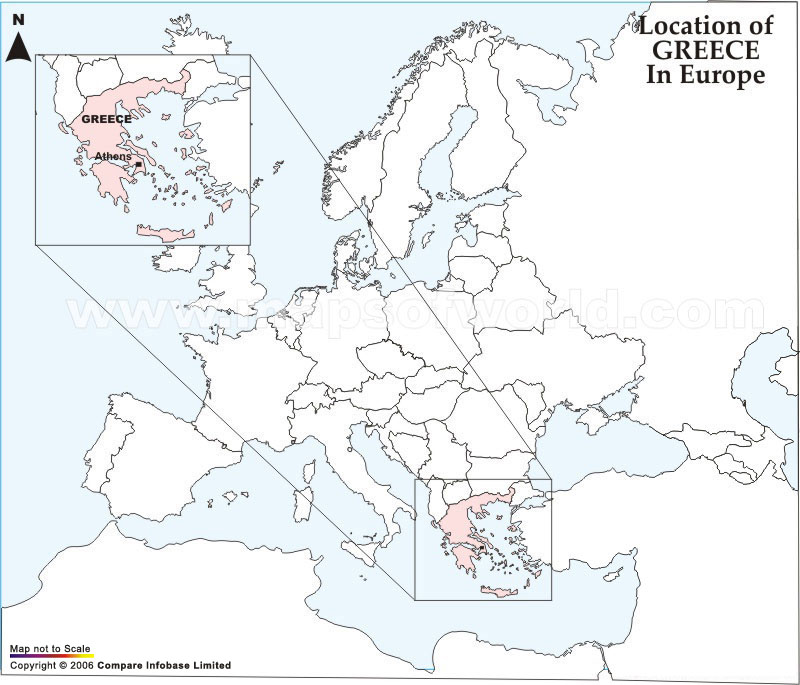 N
Location of
GREECE
In Europe
GREECE
Athens
www.mapsofworld.com
Map not to Scale
Copyright © 2006 Compare Infobase Limited